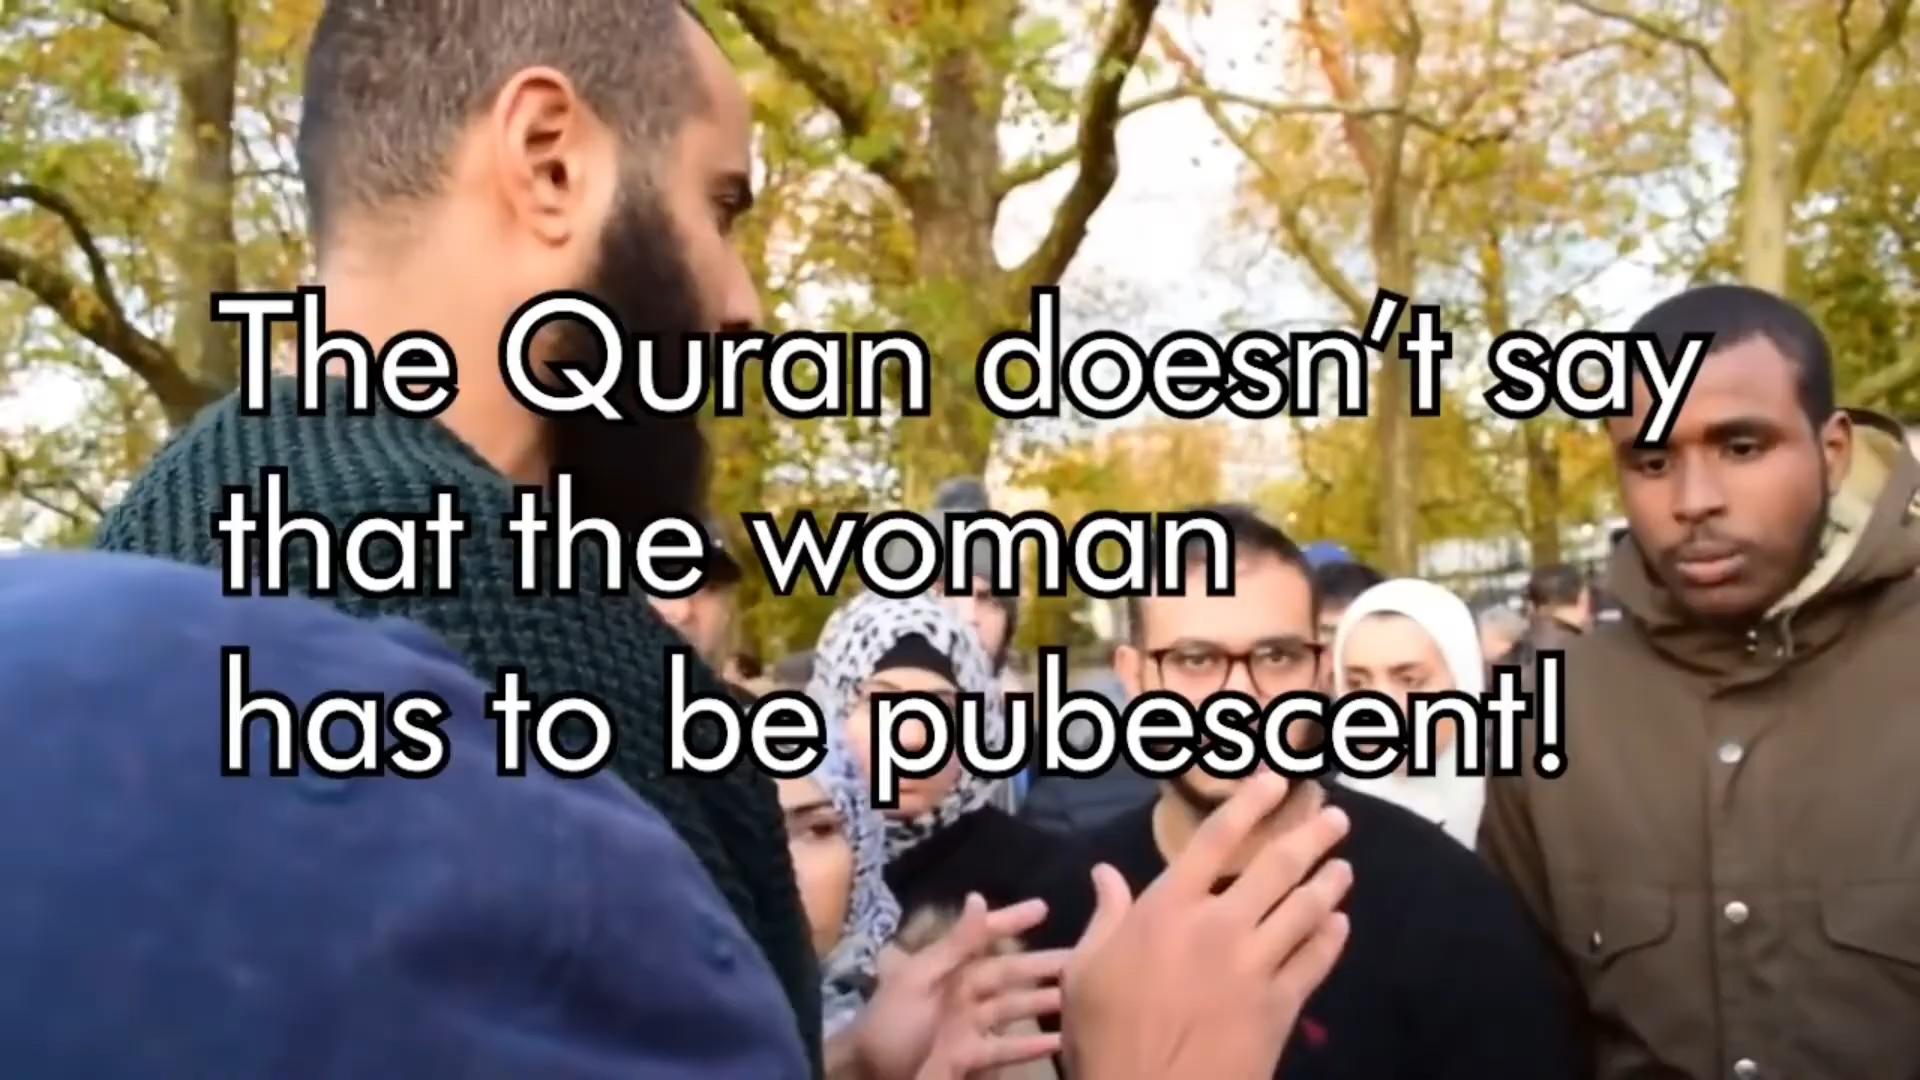 The Quran doesn't say
that the woman
has to be pubescent!